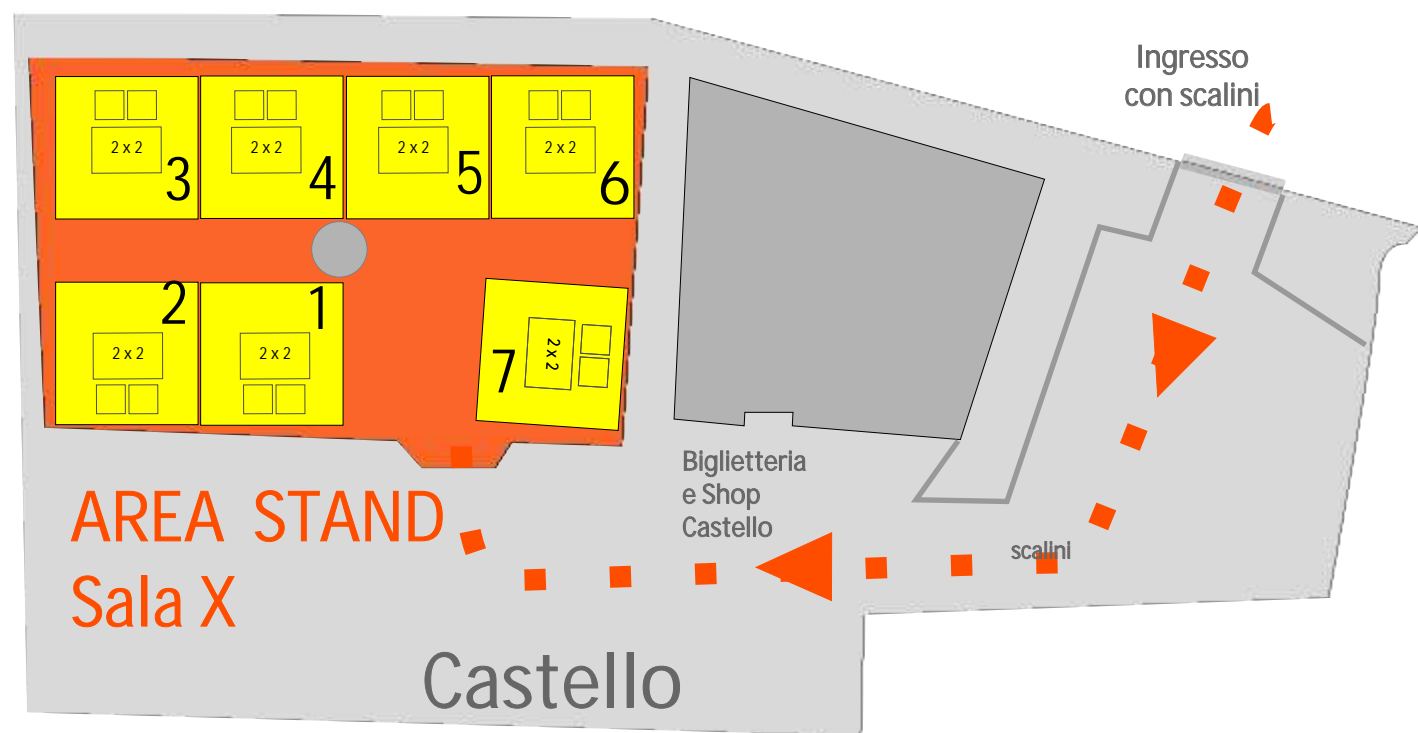 Ingresso
con scalini
2 x 2
3
2 x 2
4
2 x 2
5
2 x 2
6
2
2 x 2
1
2 x 2
7
2 x 2
Biglietteria
e Shop
Castello
AREA STAND
Sala X
scalini
Castello